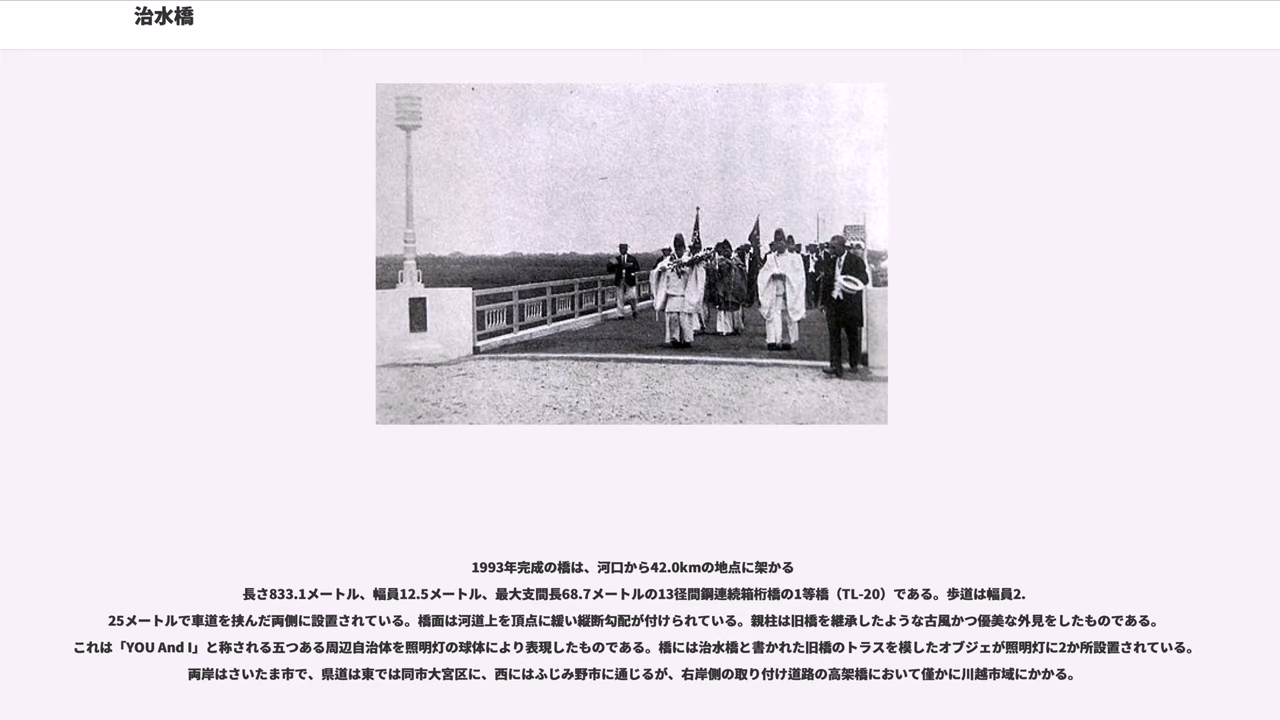 治水橋
1993年完成の橋は、河口から42.0kmの地点に架かる
長さ833.1メートル、幅員12.5メートル、最大支間長68.7メートルの13径間鋼連続箱桁橋の1等橋（TL-20）である。歩道は幅員2.
25メートルで車道を挟んだ両側に設置されている。橋面は河道上を頂点に緩い縦断勾配が付けられている。親柱は旧橋を継承したような古風かつ優美な外見をしたものである。
これは「YOU And I」と称される五つある周辺自治体を照明灯の球体により表現したものである。橋には治水橋と書かれた旧橋のトラスを模したオブジェが照明灯に2か所設置されている。
両岸はさいたま市で、県道は東では同市大宮区に、西にはふじみ野市に通じるが、右岸側の取り付け道路の高架橋において僅かに川越市域にかかる。